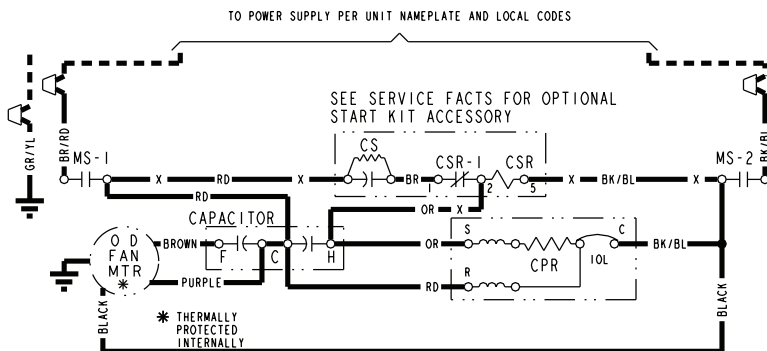 TO POWER SUPPLY PER UNIT NAMEPLATE AND LOCAL CODES
SEE SERVICE FACTS FOR OPTIONAL
START KIT ACCESSORY
GR/YL
BR/RD
BK/BL
MS-1
CS
CSR-1
CSR
MS-2
X RD X
BR
1
2
5
X BK/BL X
RD
OR X
CAPACITOR
O D
FAN
MTR
*
BROWN
F
C
H
OR
S
CPR
IOL
C
BK/BL
PURPLE
RD
R
BLACK
BLACK
* THERMALLY
PROTECTED
INTERNALLY